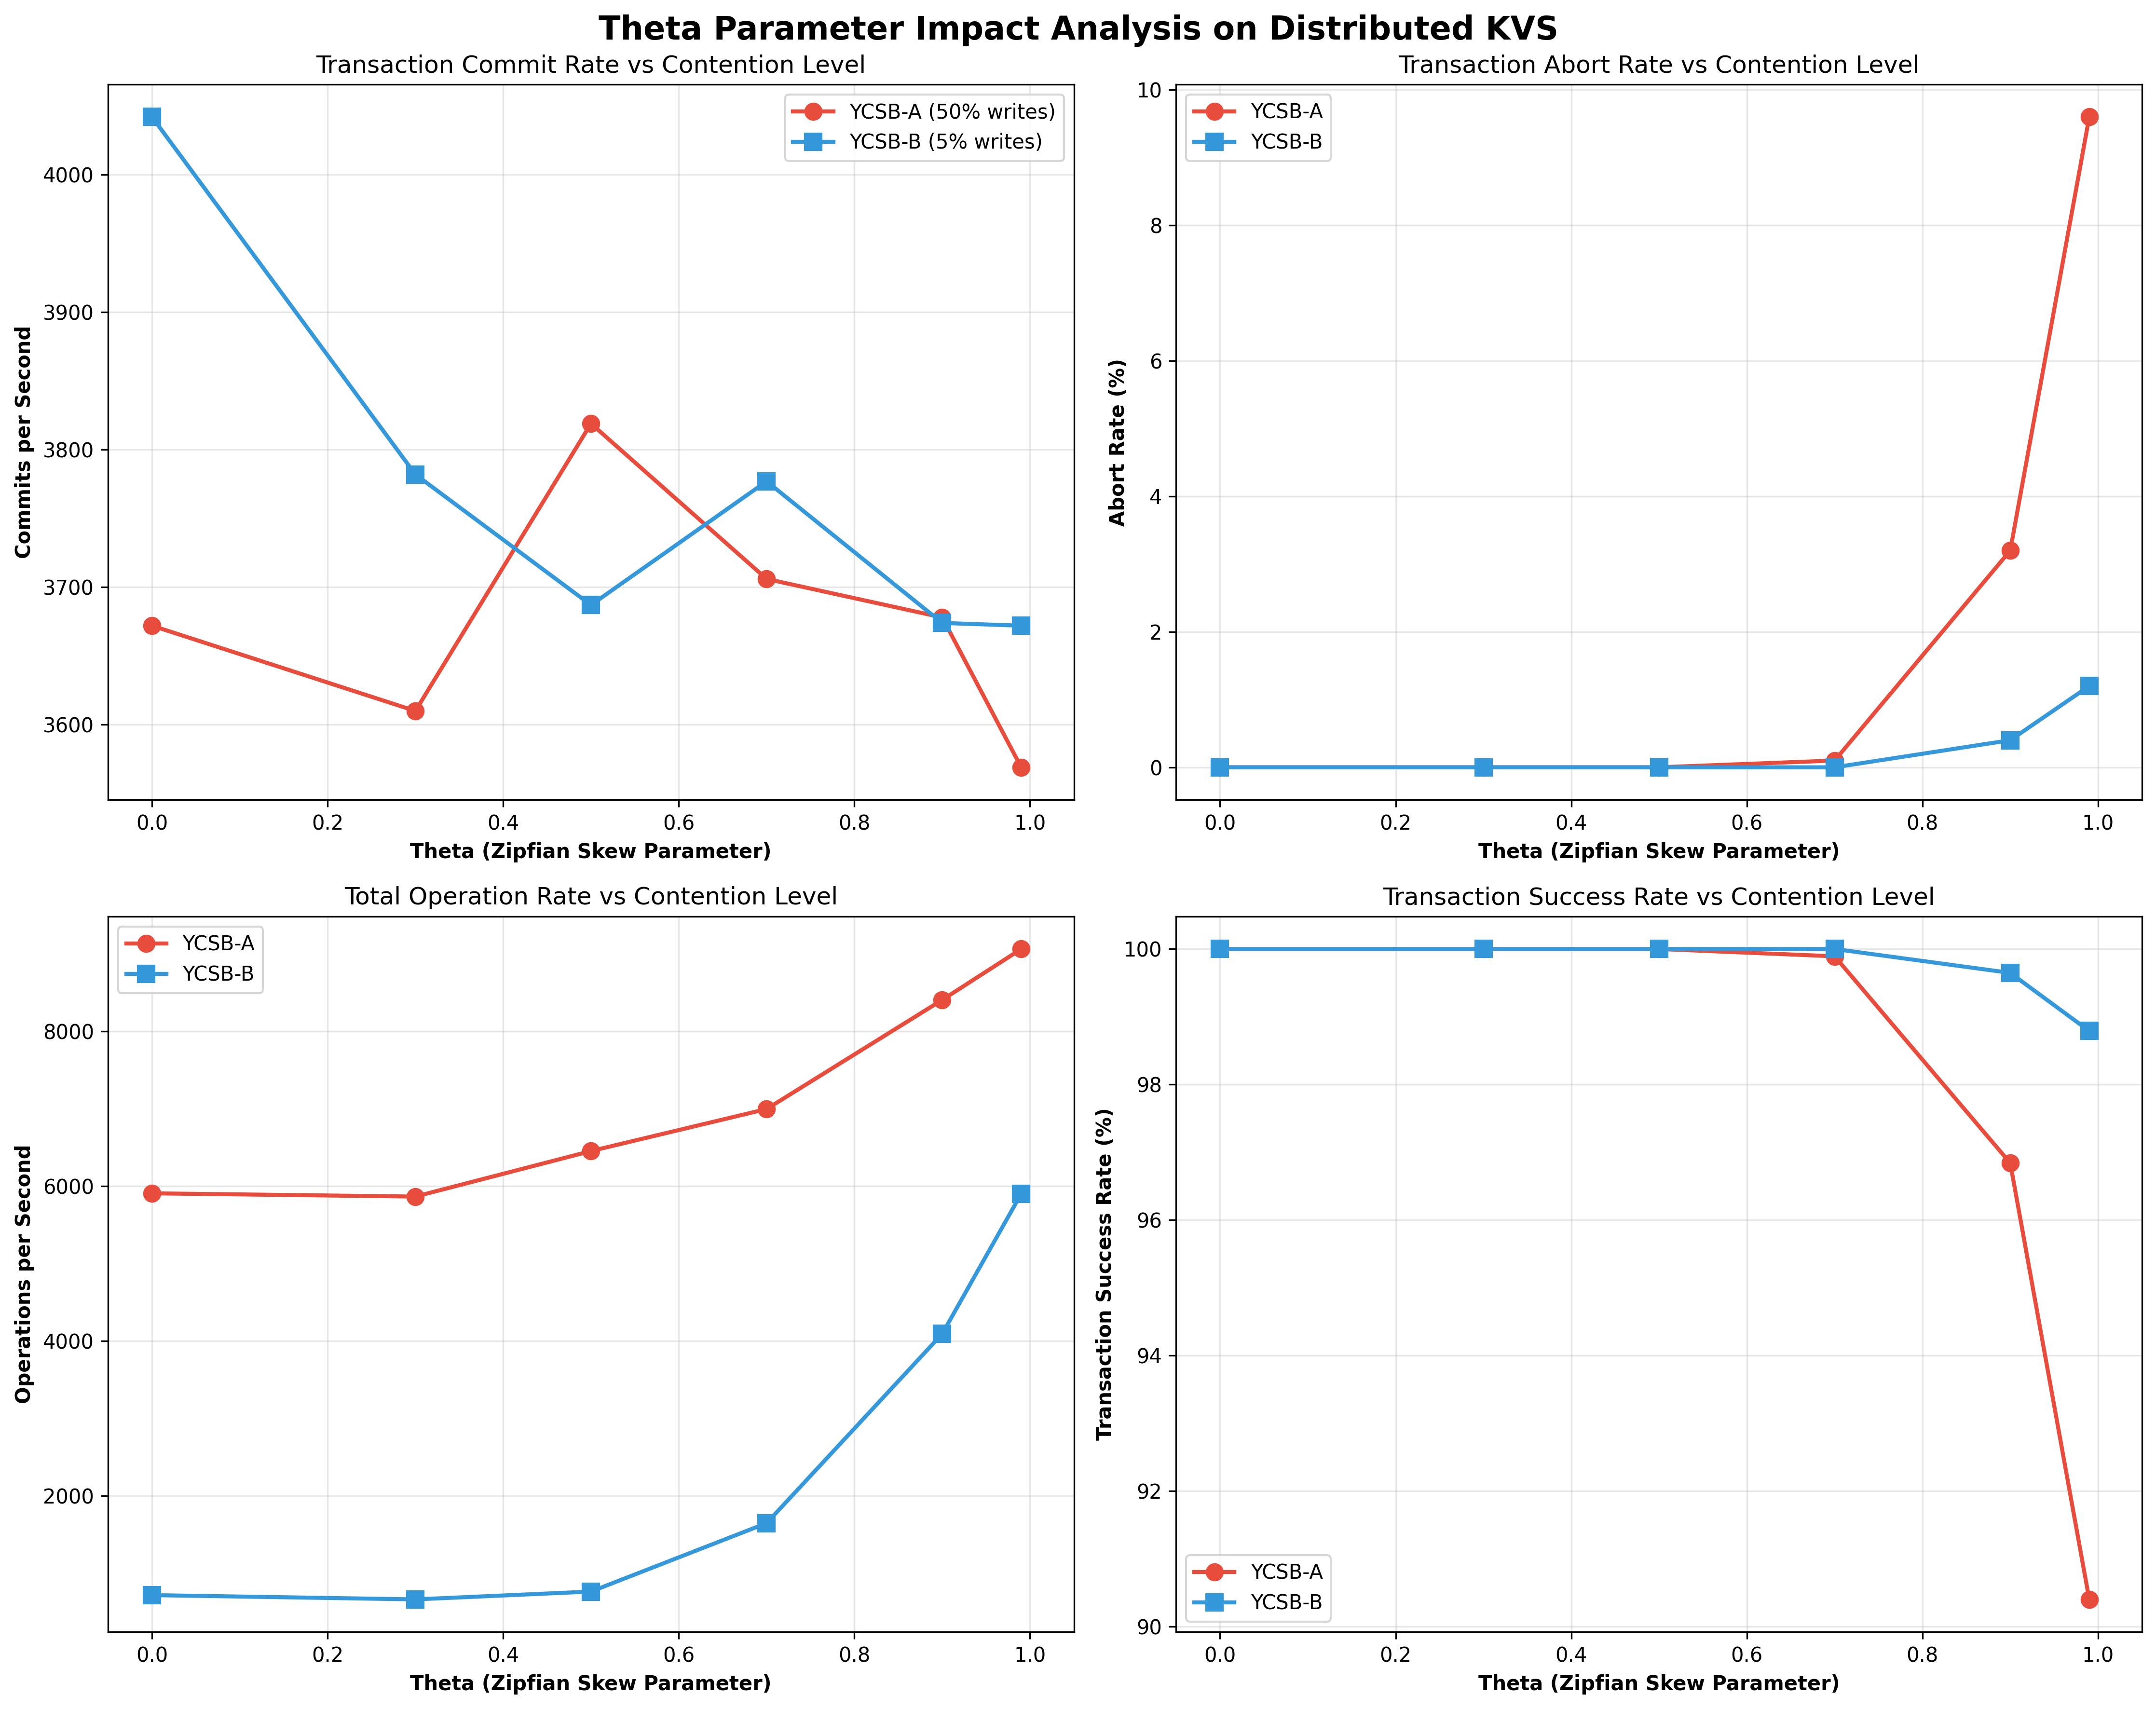 Theta Parameter Impact Analysis on Distributed KVS
Transaction Commit Rate vs Contention Level
YCSB-A (50% writes)
YCSB-B (5% writes)
4000
3900
3800
3700
3600
Commits per Second
0.0 0.2 0.4 0.6 0.8 1.0
Theta (Zipfian Skew Parameter)
Transaction Abort Rate vs Contention Level
YCSB-A
YCSB-B
10
8
6
4
2
0
Abort Rate (%)
0.0 0.2 0.4 0.6 0.8 1.0
Theta (Zipfian Skew Parameter)
Total Operation Rate vs Contention Level
YCSB-A
YCSB-B
8000
6000
4000
2000
Operations per Second
0.0 0.2 0.4 0.6 0.8 1.0
Theta (Zipfian Skew Parameter)
Transaction Success Rate vs Contention Level
100
98
96
94
92
90
Transaction Success Rate (%)
YCSB-A
YCSB-B
0.0 0.2 0.4 0.6 0.8 1.0
Theta (Zipfian Skew Parameter)